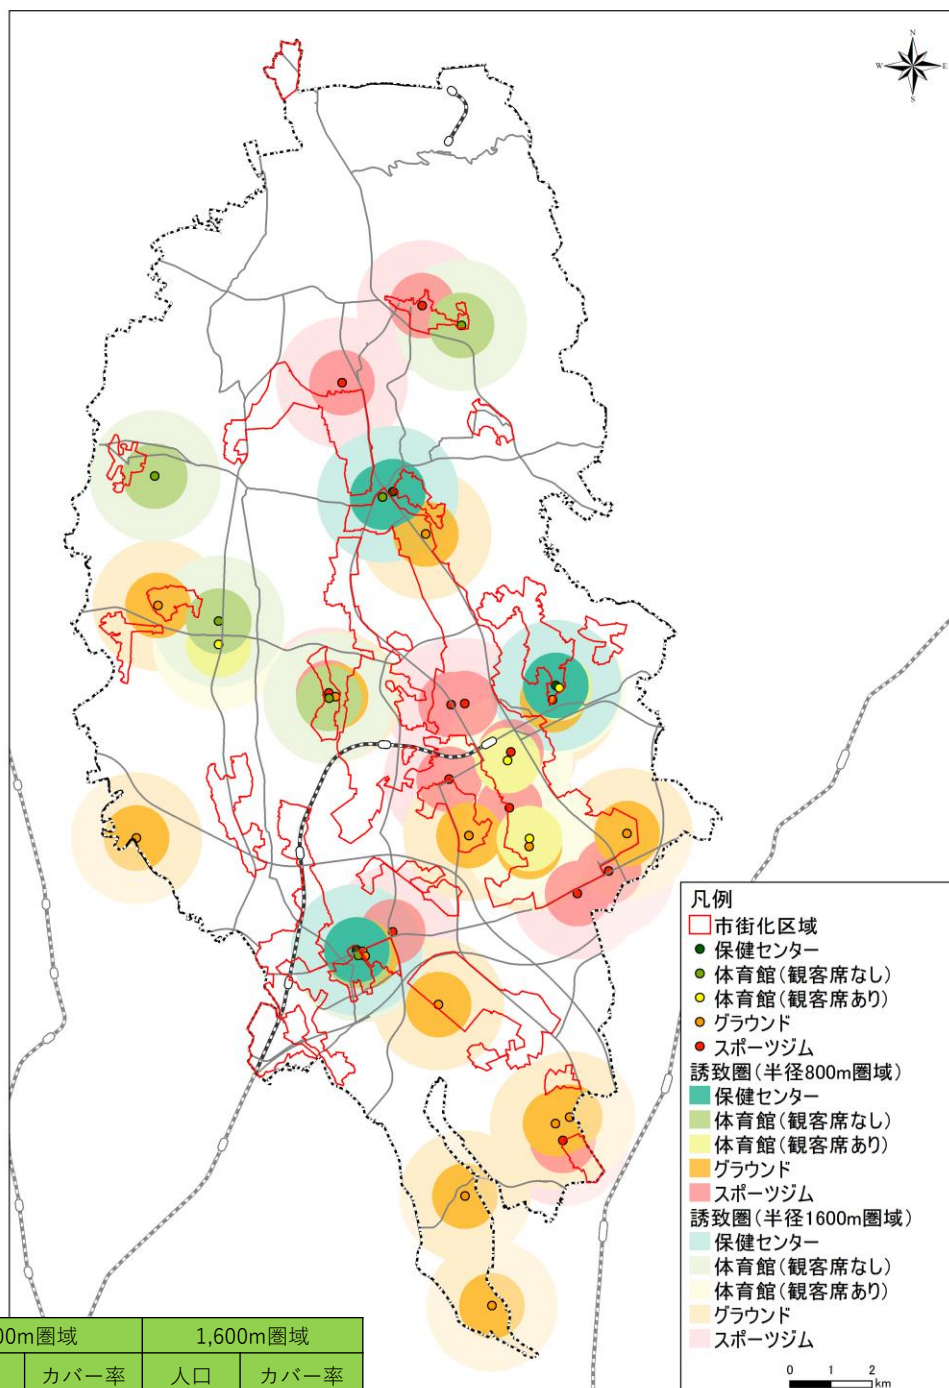 N
W E
S
凡例
市街化区域
保健センター
体育館(観客席なし)
体育館(観客席あり)
グラウンド
スポーツジム
誘致圏(半径800m圏域)
保健センター
体育館(観客席なし)
体育館(観客席あり)
グラウンド
スポーツジム
誘致圏(半径1600m圏域)
保健センター
体育館(観客席なし)
体育館(観客席あり)
グラウンド
スポーツジム
0 1 2
km
00m圏域 1,600m圏域
カバー率 人口 カバー率